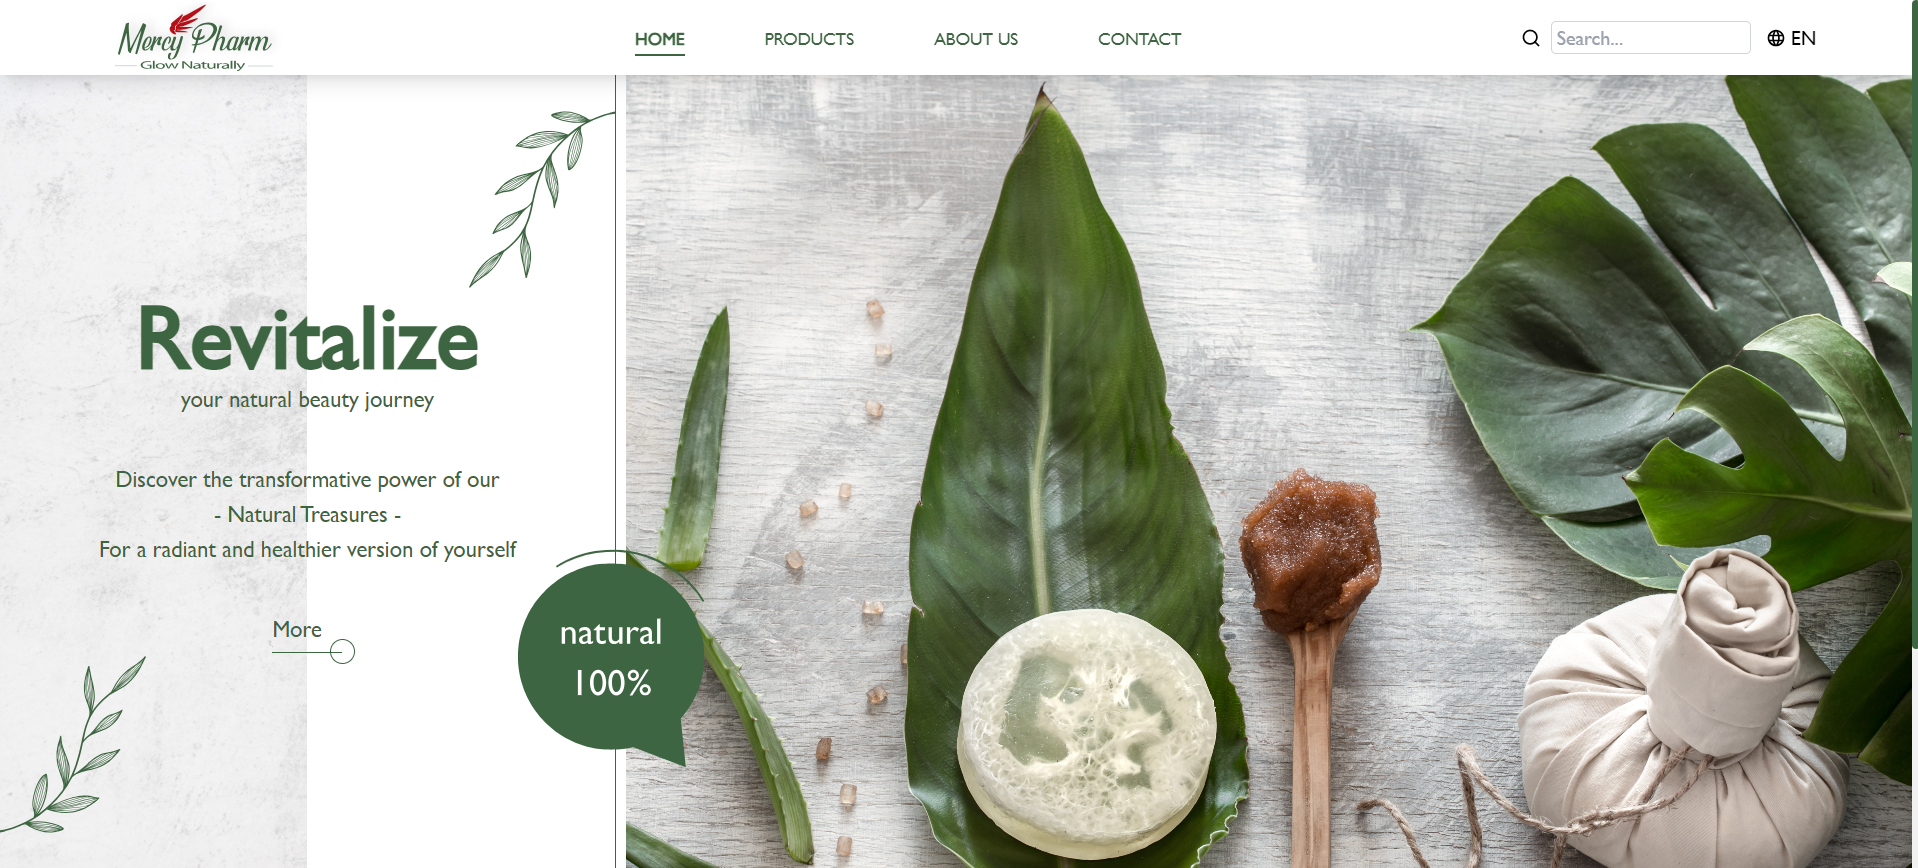 Mercy Pharm
Glow Naturally
HOME PRODUCTS ABOUT US CONTACT
Search...
EN
Revitalize
your natural beauty journey
Discover the transformative power of our
- Natural Treasures -
For a radiant and healthier version of yourself
More
natural
100%